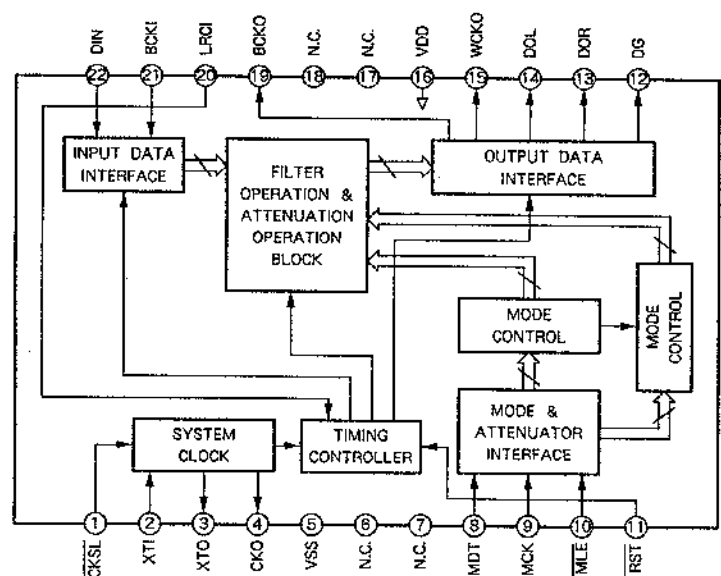 DIN
BCKI
LRCI
BCKO
N.C.
N.C.
VDD
WCKO
DOL
DOR
DG
22
21
20
19
18
17
16
15
14
13
12
INPUT DATA
INTERFACE
FILTER
OPERATION &
ATTENUATION
OPERATION
BLOCK
OUTPUT DATA
INTERFACE
MODE
CONTROL
MODE CONTROL
SYSTEM
CLOCK
TIMING
CONTROLLER
MODE &
ATTENUATOR
INTERFACE
1
2
3
4
5
6
7
8
9
10
11
CKSL
XTI
XTO
CKO
VSS
N.C.
N.C.
MDT
MCK
MLE
RST